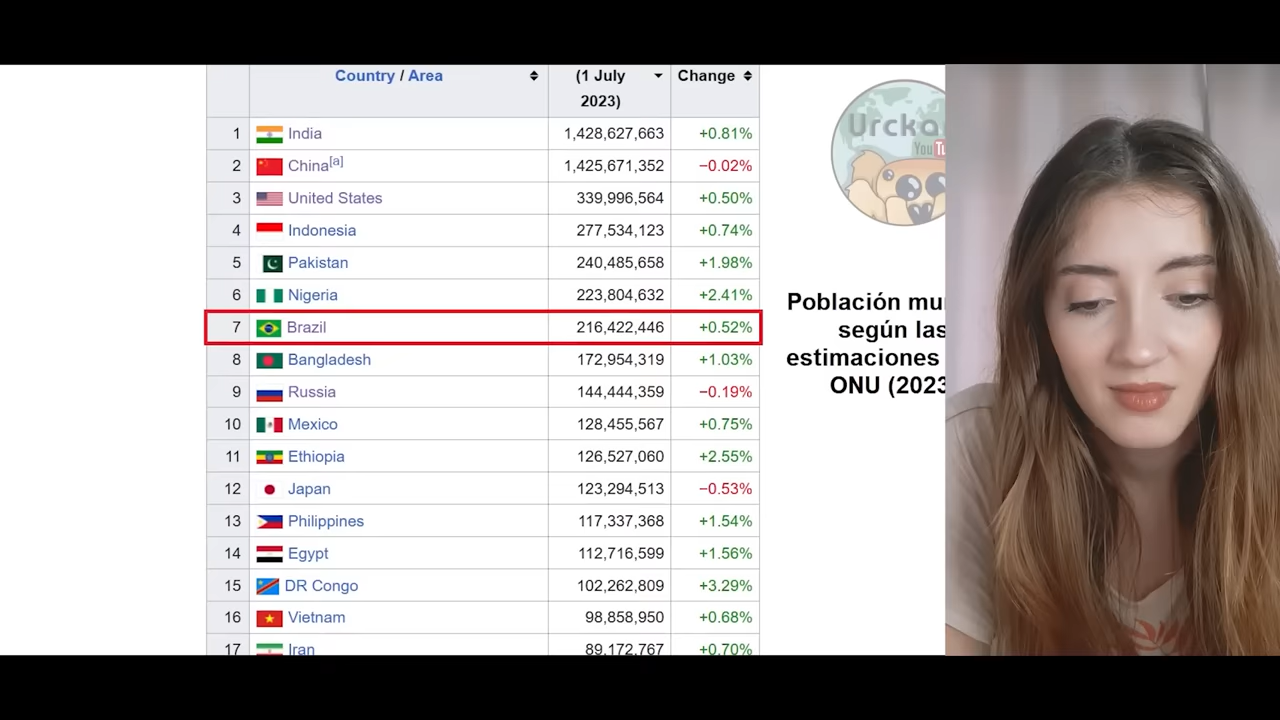 Country / Area (1 July 2023) Change
1 India 1,428,627,663 +0.81%
2 China[a] 1,425,671,352 −0.02%
3 United States 339,996,564 +0.50%
4 Indonesia 277,534,123 +0.74%
5 Pakistan 240,485,658 +1.98%
6 Nigeria 223,804,632 +2.41%
7 Brazil 216,422,446 +0.52%
8 Bangladesh 172,954,319 +1.03%
9 Russia 144,444,359 −0.19%
10 Mexico 128,455,567 +0.75%
11 Ethiopia 126,527,060 +2.55%
12 Japan 123,294,513 −0.53%
13 Philippines 117,337,368 +1.54%
14 Egypt 112,716,599 +1.56%
15 DR Congo 102,262,809 +3.29%
16 Vietnam 98,858,950 +0.68%
17 Iran 89,172,767 +0.70%
Urcka
YouTu
Población mu
según las
estimaciones
ONU (2023